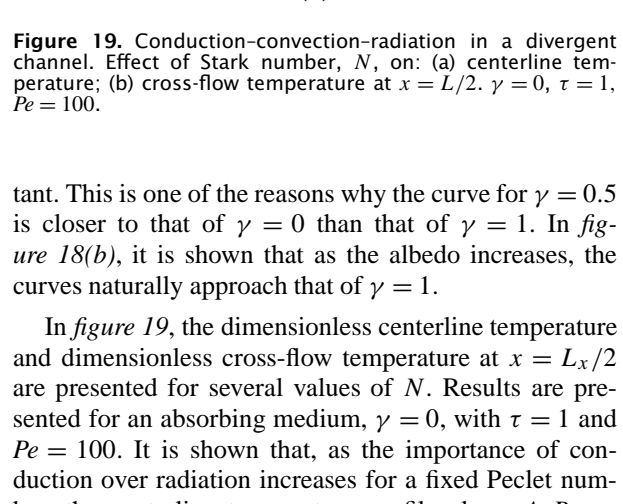 Figure 19. Conduction–convection–radiation in a divergent
channel. Effect of Stark number, N, on: (a) centerline tem-
perature; (b) cross-flow temperature at x = L/2. γ = 0, τ = 1,
Pe = 100.
tant. This is one of the reasons why the curve for γ = 0.5
is closer to that of γ = 0 than that of γ = 1. In fig-
ure 18(b), it is shown that as the albedo increases, the
curves naturally approach that of γ = 1.
In figure 19, the dimensionless centerline temperature
and dimensionless cross-flow temperature at x = Lx/2
are presented for several values of N. Results are pre-
sented for an absorbing medium, γ = 0, with τ = 1 and
Pe = 100. It is shown that, as the importance of con-
duction over radiation increases for a fixed Peclet num-